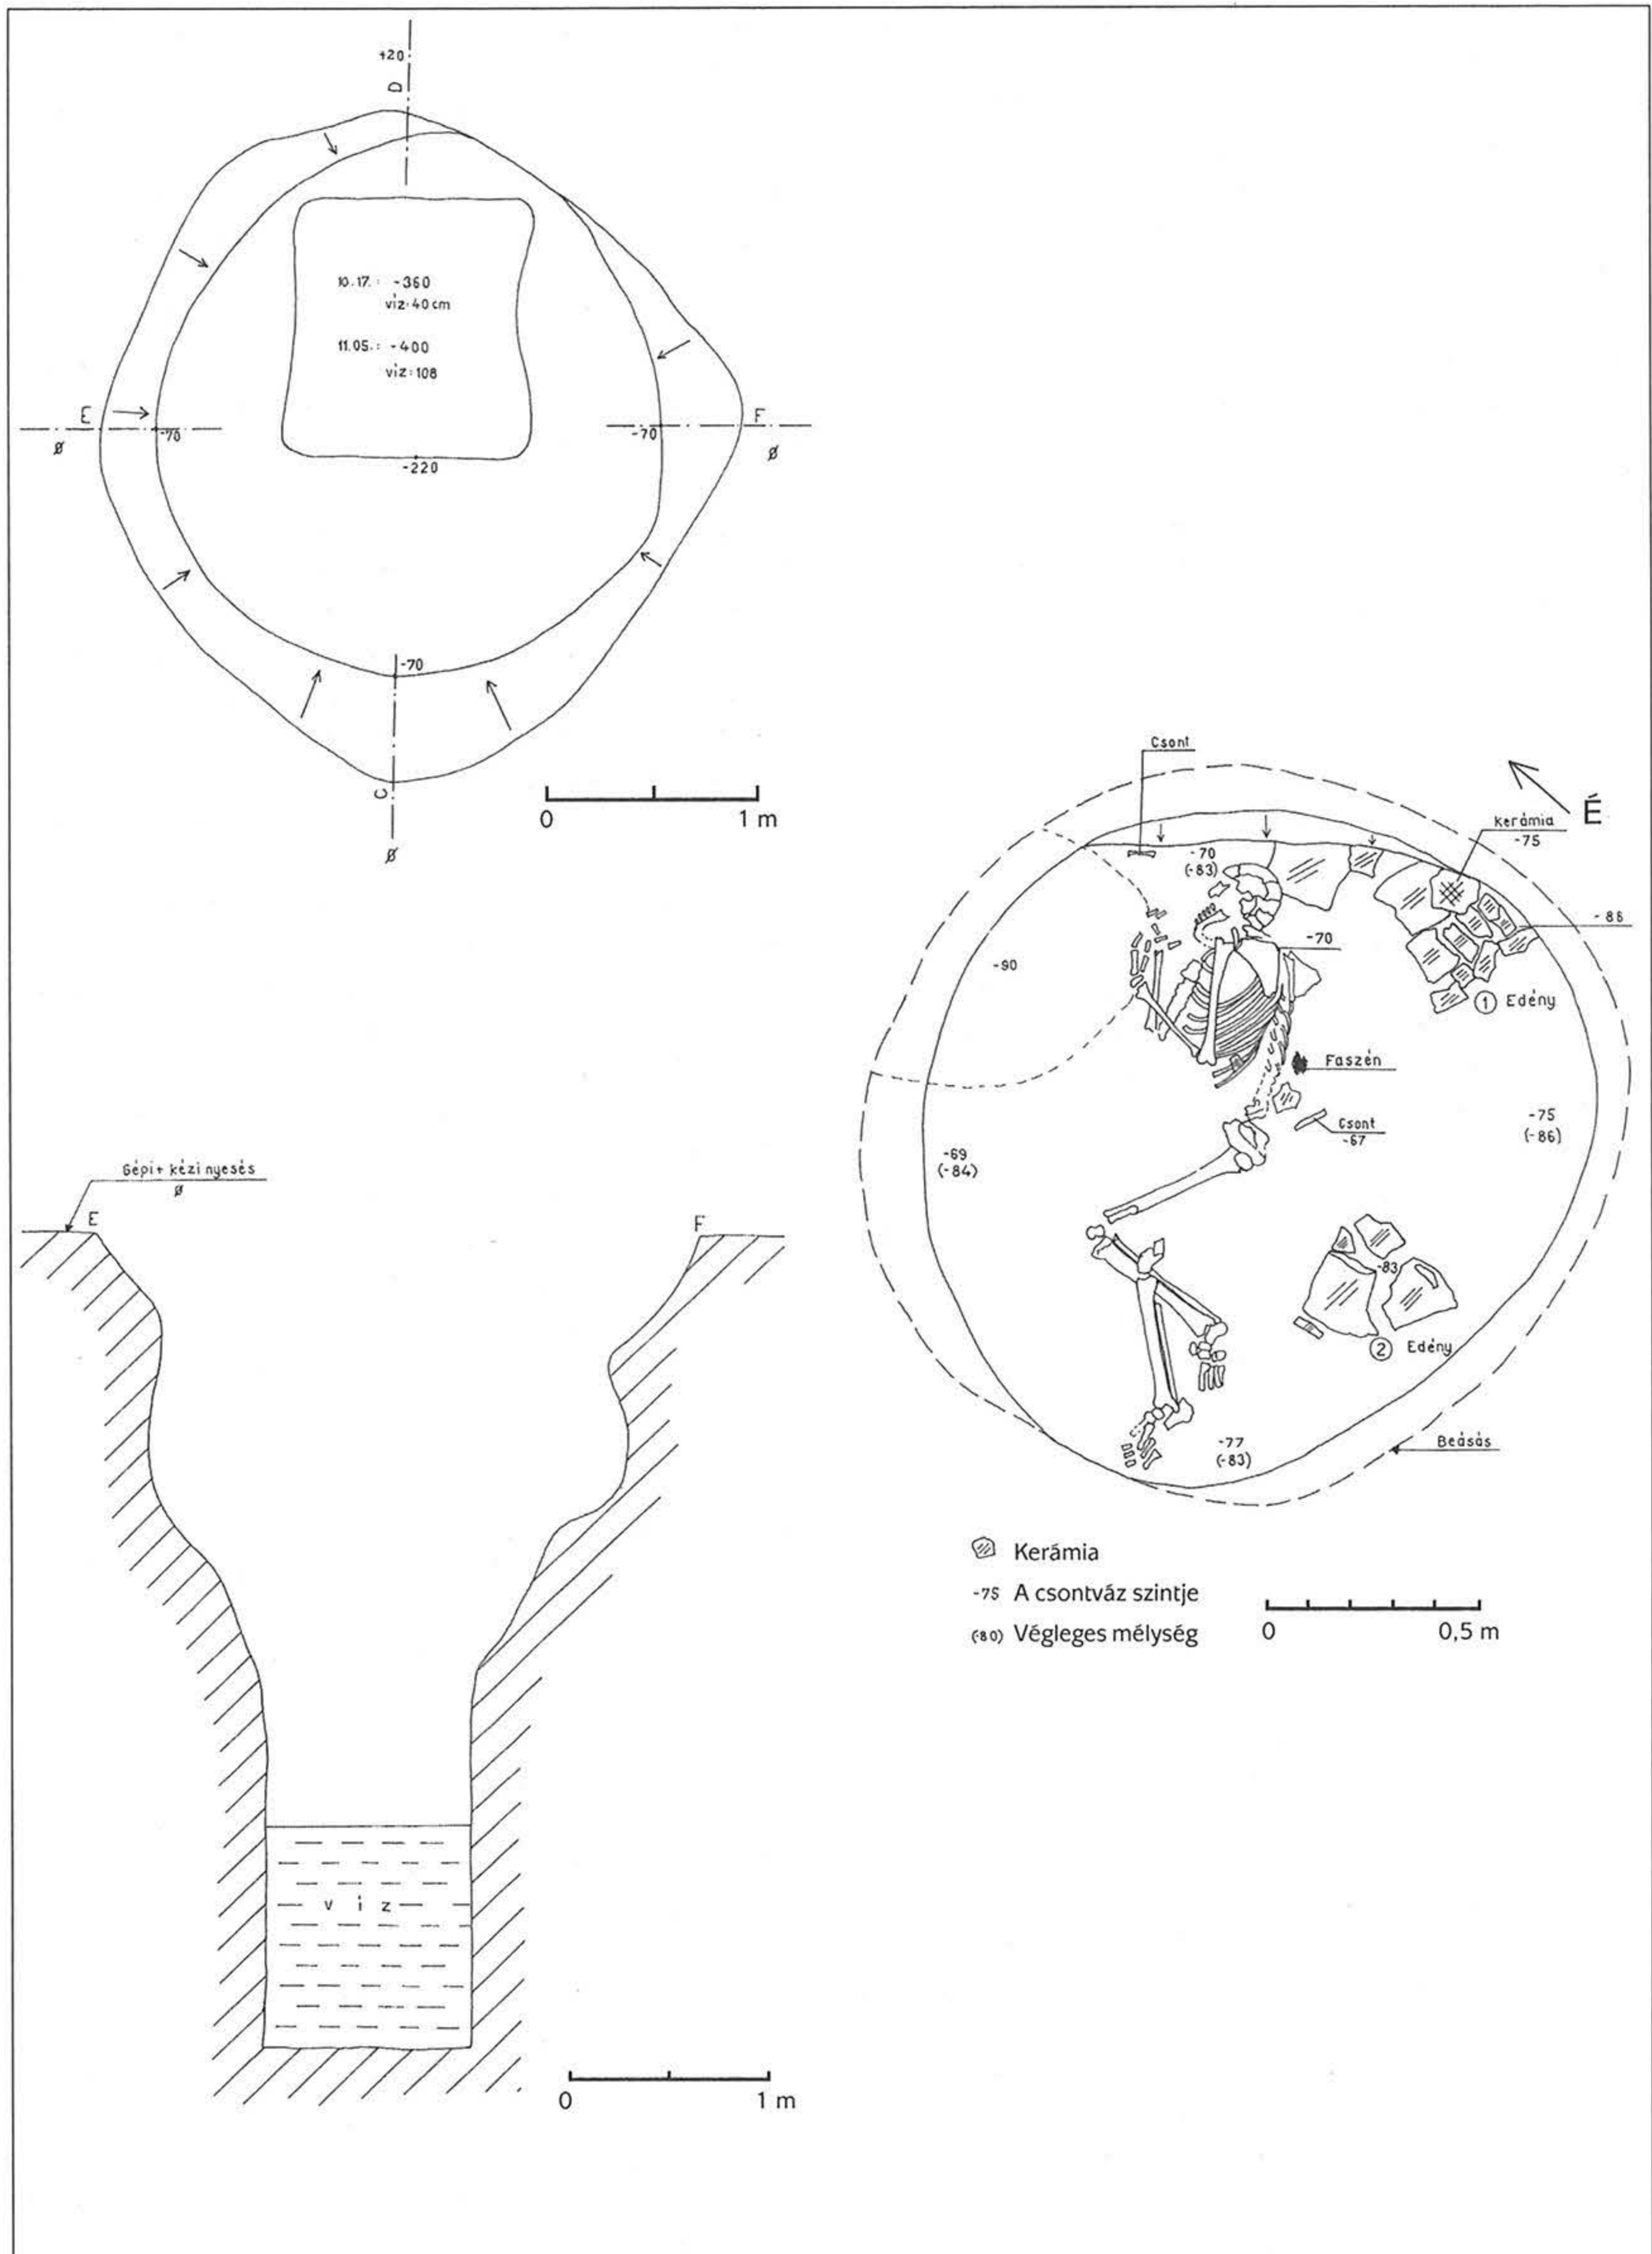 +20
D
10.17.: -360
víz: 40 cm
11.05.: -400
víz: 108
E
ø
-70
-70
F
ø
-220
-70
C
ø
0 1 m
Csont
É
Kerámia
-75
-70
(-83)
-88
-70
-90
1 Edény
Faszén
-75
(-86)
Csont
-67
-69
(-84)
-83
2 Edény
-77
(-83)
Beásás
Kerámia
-75 A csontváz szintje
(-80) Végleges mélység
0 0,5 m
Gépi+ kézi nyesés
ø
E
F
víz
0 1 m